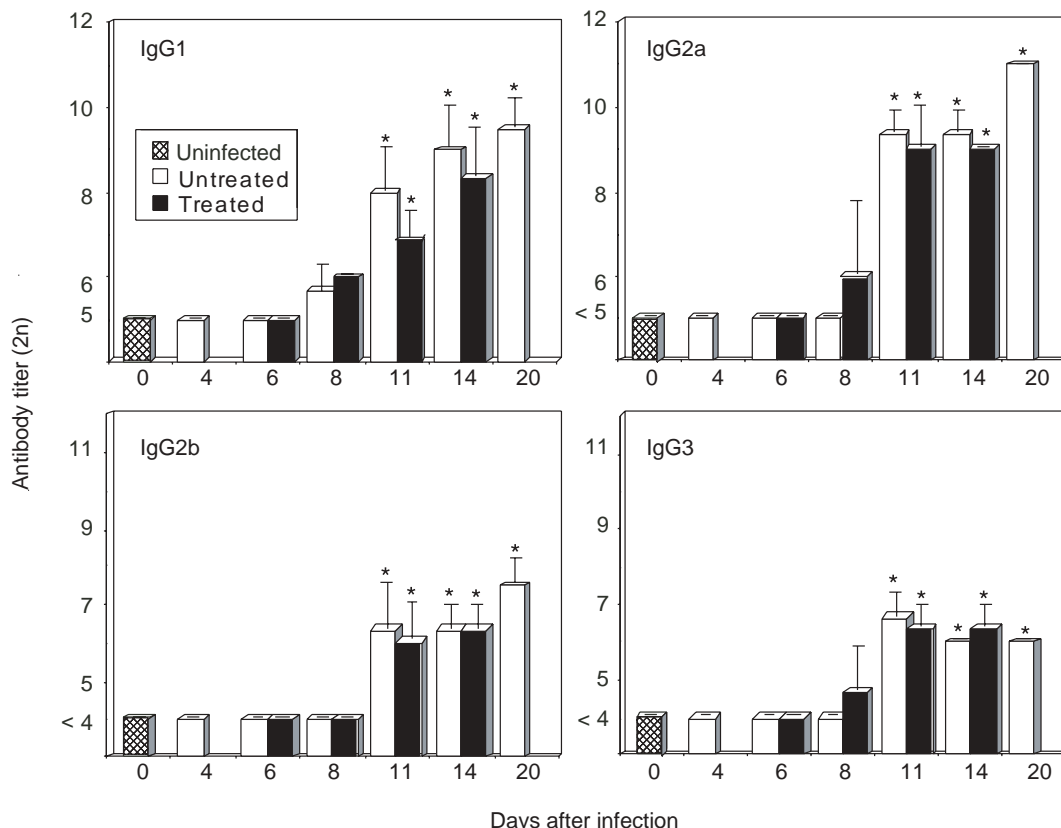 12
IgG1
10
Uninfected
Untreated
Treated
8
6
5
* * * * *
0 4 6 8 11 14 20
12
IgG2a
10
8
6
< 5
* * * * *
0 4 6 8 11 14 20
Antibody titer (2n)
11
IgG2b
9
7
5
< 4
* * * * *
0 4 6 8 11 14 20
11
IgG3
9
7
5
< 4
* * * * *
0 4 6 8 11 14 20
Days after infection